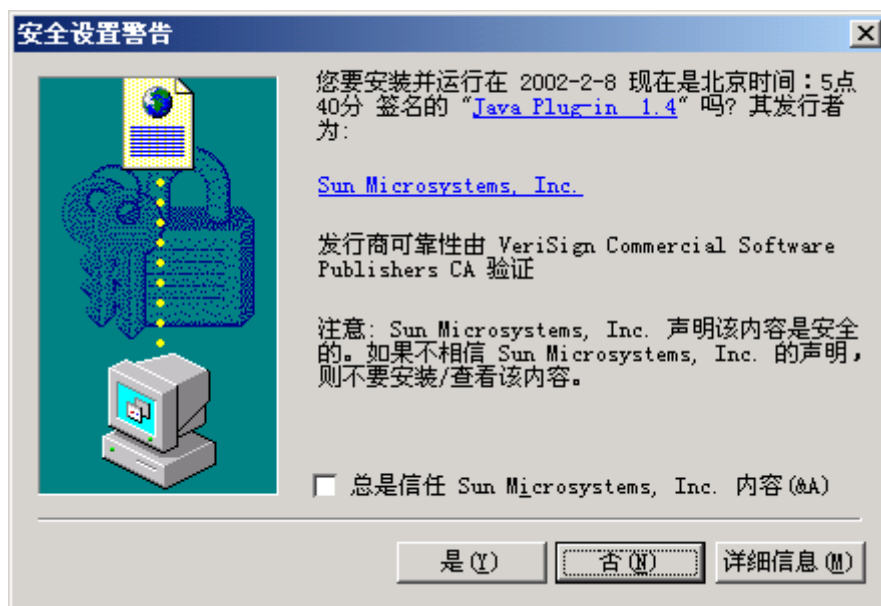 安全设置警告
您要安装并运行在 2002-2-8 现在是北京时间：5点
40分 签名的 "Java Plug-in 1.4" 吗? 其发行者
为:
Sun Microsystems, Inc.
发行商可靠性由 VeriSign Commercial Software
Publishers CA 验证
注意: Sun Microsystems, Inc. 声明该内容是安全
的。如果不相信 Sun Microsystems, Inc. 的声明，
则不要安装/查看该内容。
总是信任 Sun Microsystems, Inc. 内容(&A)
是(Y) 否(N) 详细信息(M)